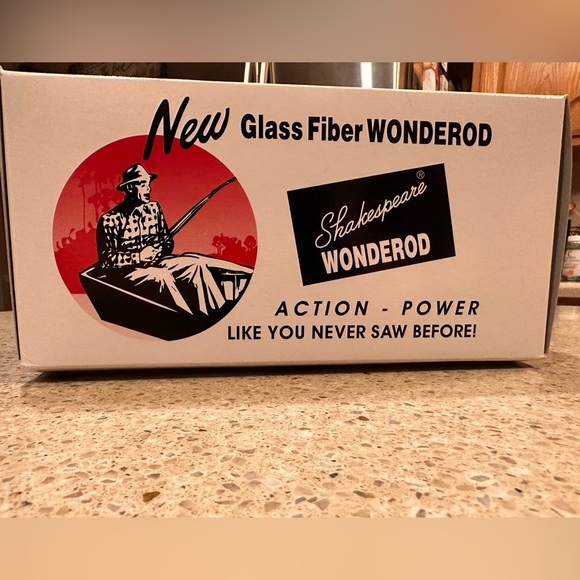 New Glass Fiber WONDEROD
Shakespeare®
WONDEROD
ACTION - POWER
LIKE YOU NEVER SAW BEFORE!